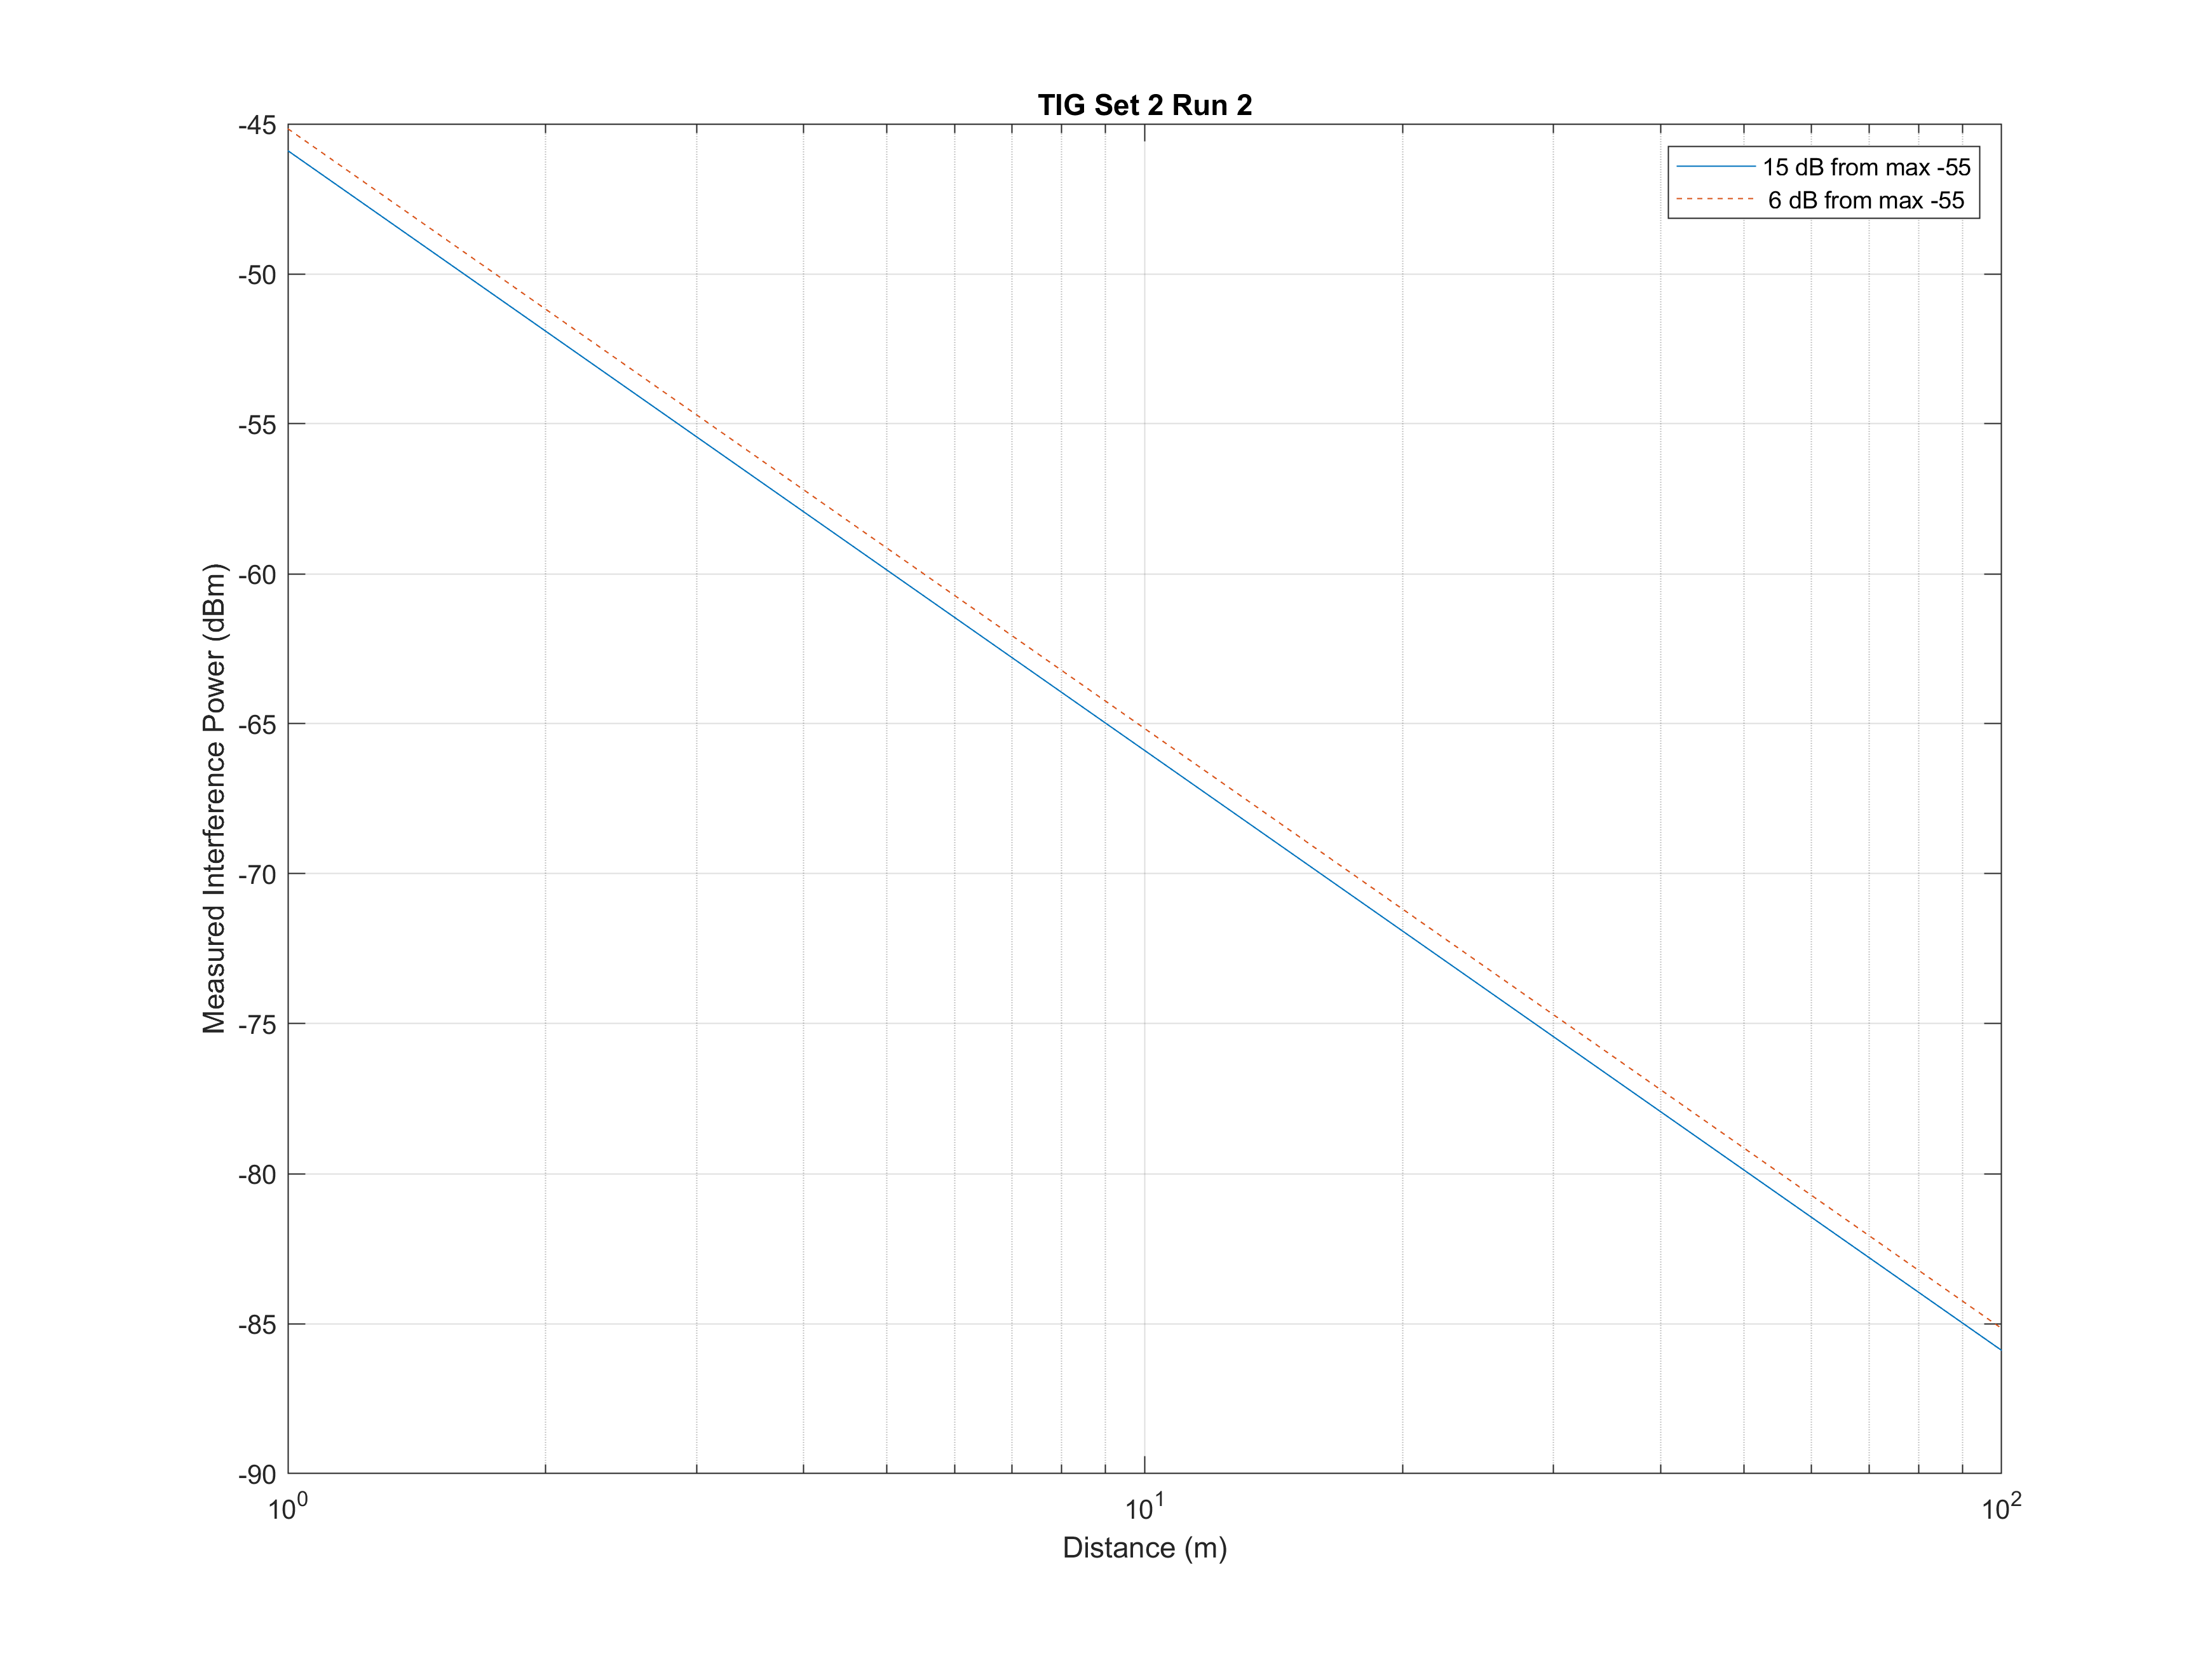 TIG Set 2 Run 2
15 dB from max -55
6 dB from max -55
Measured Interference Power (dBm)
-45
-50
-55
-60
-65
-70
-75
-80
-85
-90
10^0
10^1
10^2
Distance (m)